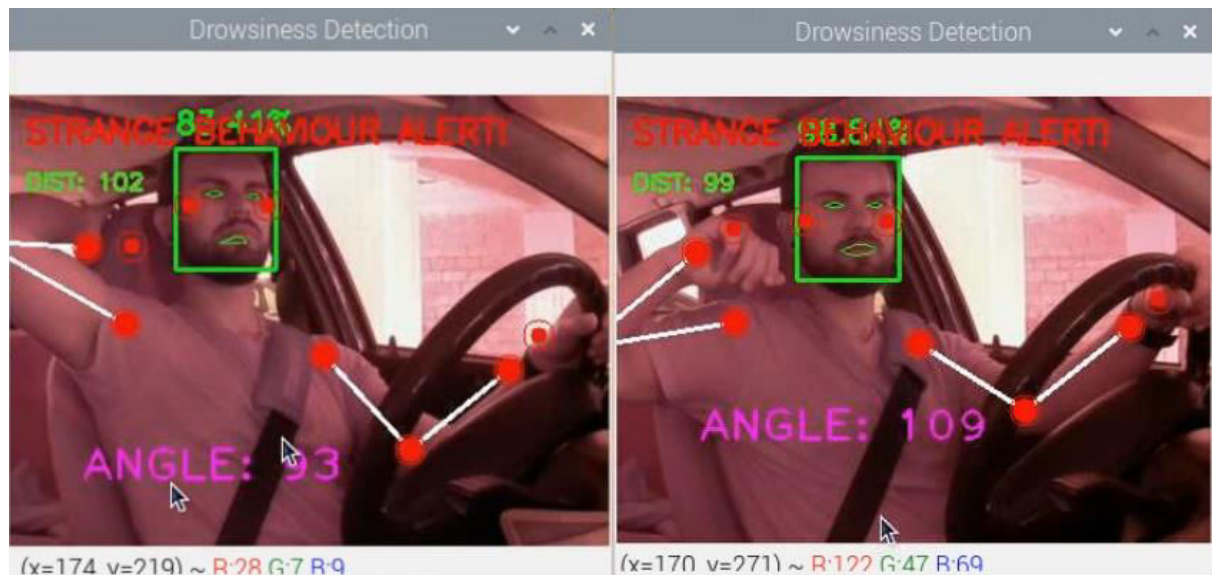 Drowsiness Detection
STRANGE BEHAVIOUR ALERT!
DIST: 102
ANGLE: 93
(x=174, y=219) ~ R:28 G:7 B:9
Drowsiness Detection
STRANGE BEHAVIOUR ALERT!
DIST: 99
ANGLE: 109
(x=170, y=271) ~ R:122 G:47 B:69